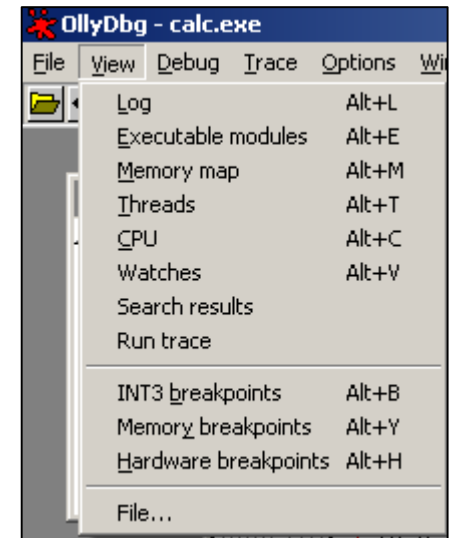 OllyDbg - calc.exe
File View Debug Trace Options
Log Alt+L
Executable modules Alt+E
Memory map Alt+M
Threads Alt+T
CPU Alt+C
Watches Alt+V
Search results
Run trace
INT3 breakpoints Alt+B
Memory breakpoints Alt+Y
Hardware breakpoints Alt+H
File...